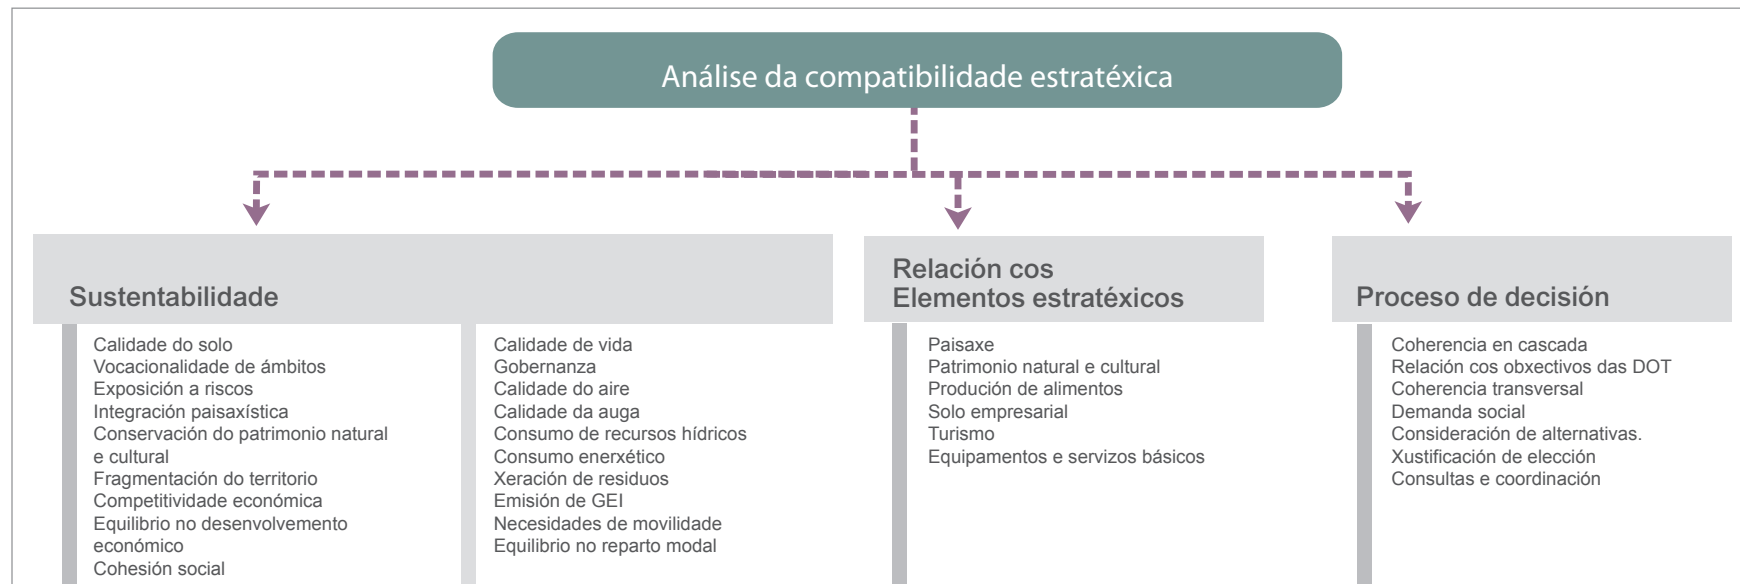 Análise da compatibilidade estratéxica
Sustentabilidade
Calidade do solo
Vocacionalidade de ámbitos
Exposición a riscos
Integración paisaxística
Conservación do patrimonio natural
e cultural
Fragmentación do territorio
Competitividade económica
Equilibrio no desenvolvemento
económico
Cohesión social
Calidade de vida
Gobernanza
Calidade do aire
Calidade da auga
Consumo de recursos hídricos
Consumo enerxético
Xeración de residuos
Emisión de GEI
Necesidades de movilidade
Equilibrio no reparto modal
Relación cos
Elementos estratéxicos
Paisaxe
Patrimonio natural e cultural
Produción de alimentos
Solo empresarial
Turismo
Equipamentos e servizos básicos
Proceso de decisión
Coherencia en cascada
Relación cos obxectivos das DOT
Coherencia transversal
Demanda social
Consideración de alternativas.
Xustificación de elección
Consultas e coordinación